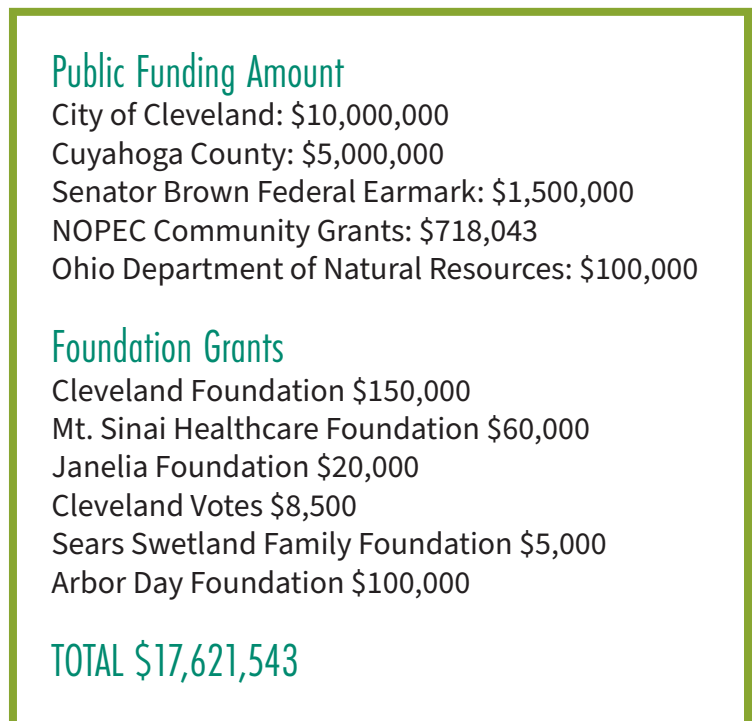 Public Funding Amount
City of Cleveland: $10,000,000
Cuyahoga County: $5,000,000
Senator Brown Federal Earmark: $1,500,000
NOPEC Community Grants: $718,043
Ohio Department of Natural Resources: $100,000
Foundation Grants
Cleveland Foundation $150,000
Mt. Sinai Healthcare Foundation $60,000
Janelia Foundation $20,000
Cleveland Votes $8,500
Sears Swetland Family Foundation $5,000
Arbor Day Foundation $100,000
TOTAL $17,621,543